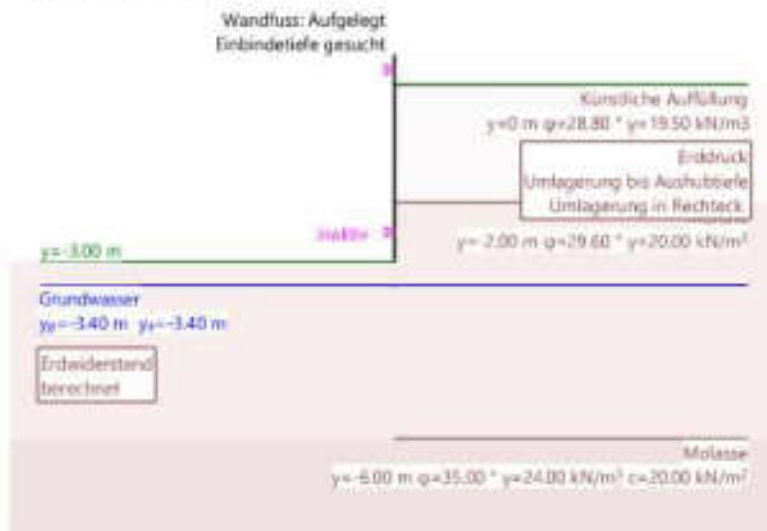 Wandfuss: Aufgelegt
Einbindetiefe gesucht
Künstliche Auffüllung
y=0 m φ=28.80 ° γ=19.50 kN/m3
Erddruck
Umlagerung bis Aushubtiefe
Umlagerung in Rechteck
inaktiv
y=-2.00 m φ=29.60 ° γ=20.00 kN/m³
y=-3.00 m
Grundwasser
y=-3.40 m y=-3.40 m
Erdwiderstand
berechnet
Molasse
y=-6.00 m φ=35.00 ° γ=24.00 kN/m³ c=20.00 kN/m²